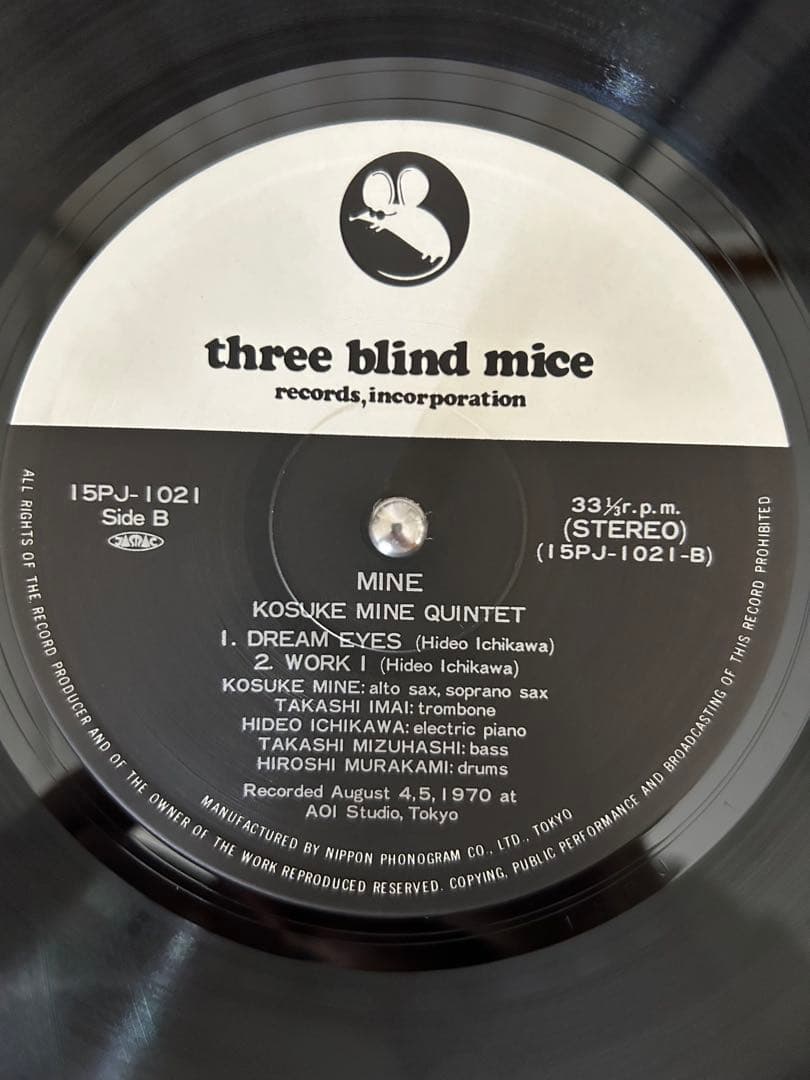 three blind mice
records, incorporation
15PJ-1021
Side B
JASRAC
33⅓r.p.m.
(STEREO)
(15PJ-1021-B)
MINE
KOSUKE MINE QUINTET
1. DREAM EYES (Hideo Ichikawa)
2. WORK I (Hideo Ichikawa)
KOSUKE MINE: alto sax, soprano sax
TAKASHI IMAI: trombone
HIDEO ICHIKAWA: electric piano
TAKASHI MIZUHASHI: bass
HIROSHI MURAKAMI: drums
Recorded August 4,5, 1970 at
AOI Studio, Tokyo
MANUFACTURED BY NIPPON PHONOGRAM CO., LTD., TOKYO
ALL RIGHTS OF THE RECORD PRODUCER AND OF THE OWNER OF THE WORK REPRODUCED RESERVED. COPYING, PUBLIC PERFORMANCE AND BROADCASTING OF THIS RECORD PROHIBITED